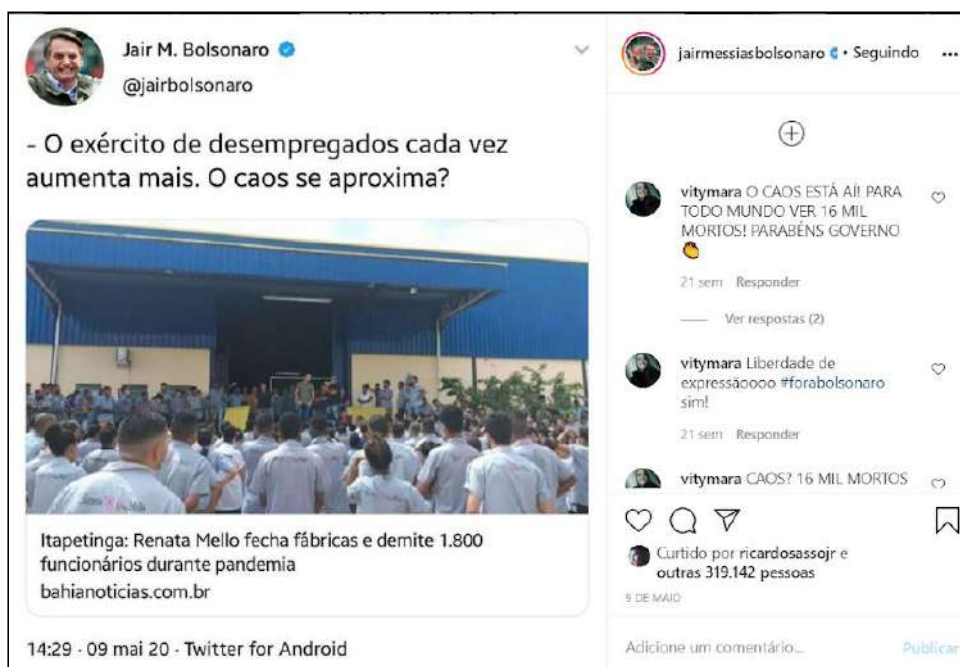 Jair M. Bolsonaro
@jairbolsonaro
- O exército de desempregados cada vez
aumenta mais. O caos se aproxima?
Itapetinga: Renata Mello fecha fábricas e demite 1.800
funcionários durante pandemia
bahianoticias.com.br
14:29 · 09 mai 20 · Twitter for Android
jairmessiasbolsonaro • Seguindo
vitymara O CAOS ESTÁ AÍ! PARA
TODO MUNDO VER 16 MIL
MORTOS! PARABÉNS GOVERNO
👏
21 sem Responder
Ver respostas (2)
vitymara Liberdade de
expressãoooo #forabolsonaro
sim!
21 sem Responder
vitymara CAOS? 16 MIL MORTOS
Curtido por ricardosassojr e
outras 319.142 pessoas
9 DE MAIO
Adicione um comentário...
Publicar